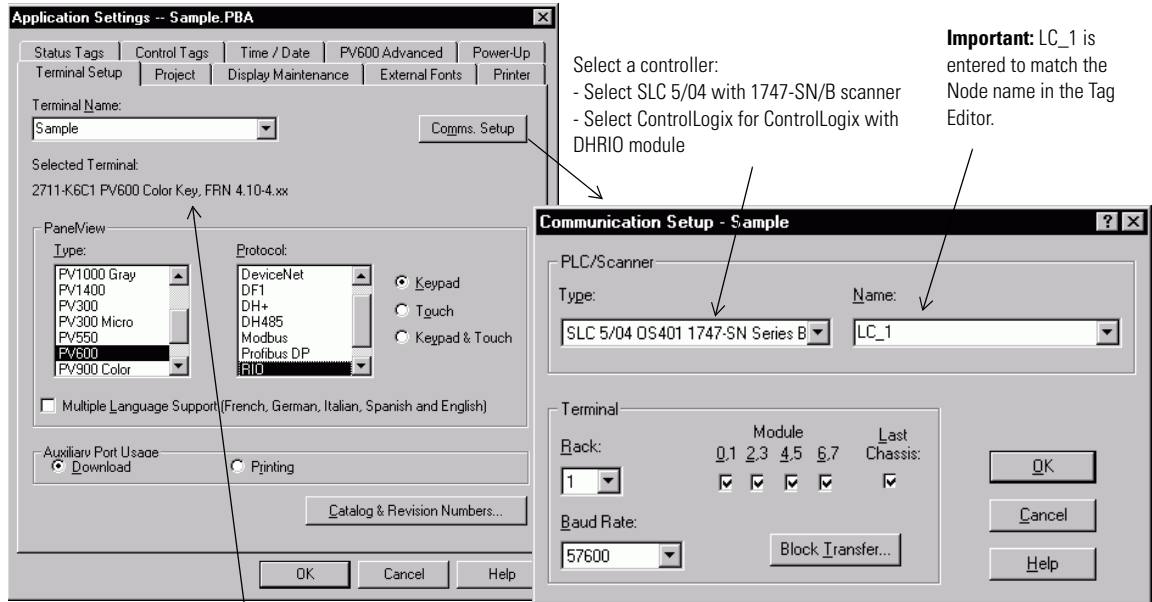 Application Settings -- Sample.PBA
Status Tags Control Tags Time / Date PV600 Advanced Power-Up
Terminal Setup Project Display Maintenance External Fonts Printer
Terminal Name:
Sample
Comms. Setup
Selected Terminal:
2711-K6C1 PV600 Color Key, FRN 4.10-4.xx
PanelView
Type:
PV1000 Gray
PV1400
PV300
PV300 Micro
PV550
PV600
PV900 Color
Protocol:
DeviceNet
DF1
DH+
DH485
Modbus
Profibus DP
RIO
Keypad
Touch
Keypad & Touch
Multiple Language Support (French, German, Italian, Spanish and English)
Auxiliary Port Usage
Download Printing
Catalog & Revision Numbers...
OK Cancel Help
Select a controller:
- Select SLC 5/04 with 1747-SN/B scanner
- Select ControlLogix for ControlLogix with
DHRIO module
Important: LC_1 is
entered to match the
Node name in the Tag
Editor.
Communication Setup - Sample
PLC/Scanner
Type: Name:
SLC 5/04 OS401 1747-SN Series B LC_1
Terminal
Rack:
1
Module
0,1 2,3 4,5 6,7
Last
Chassis:
Baud Rate:
57600
Block Transfer...
OK
Cancel
Help